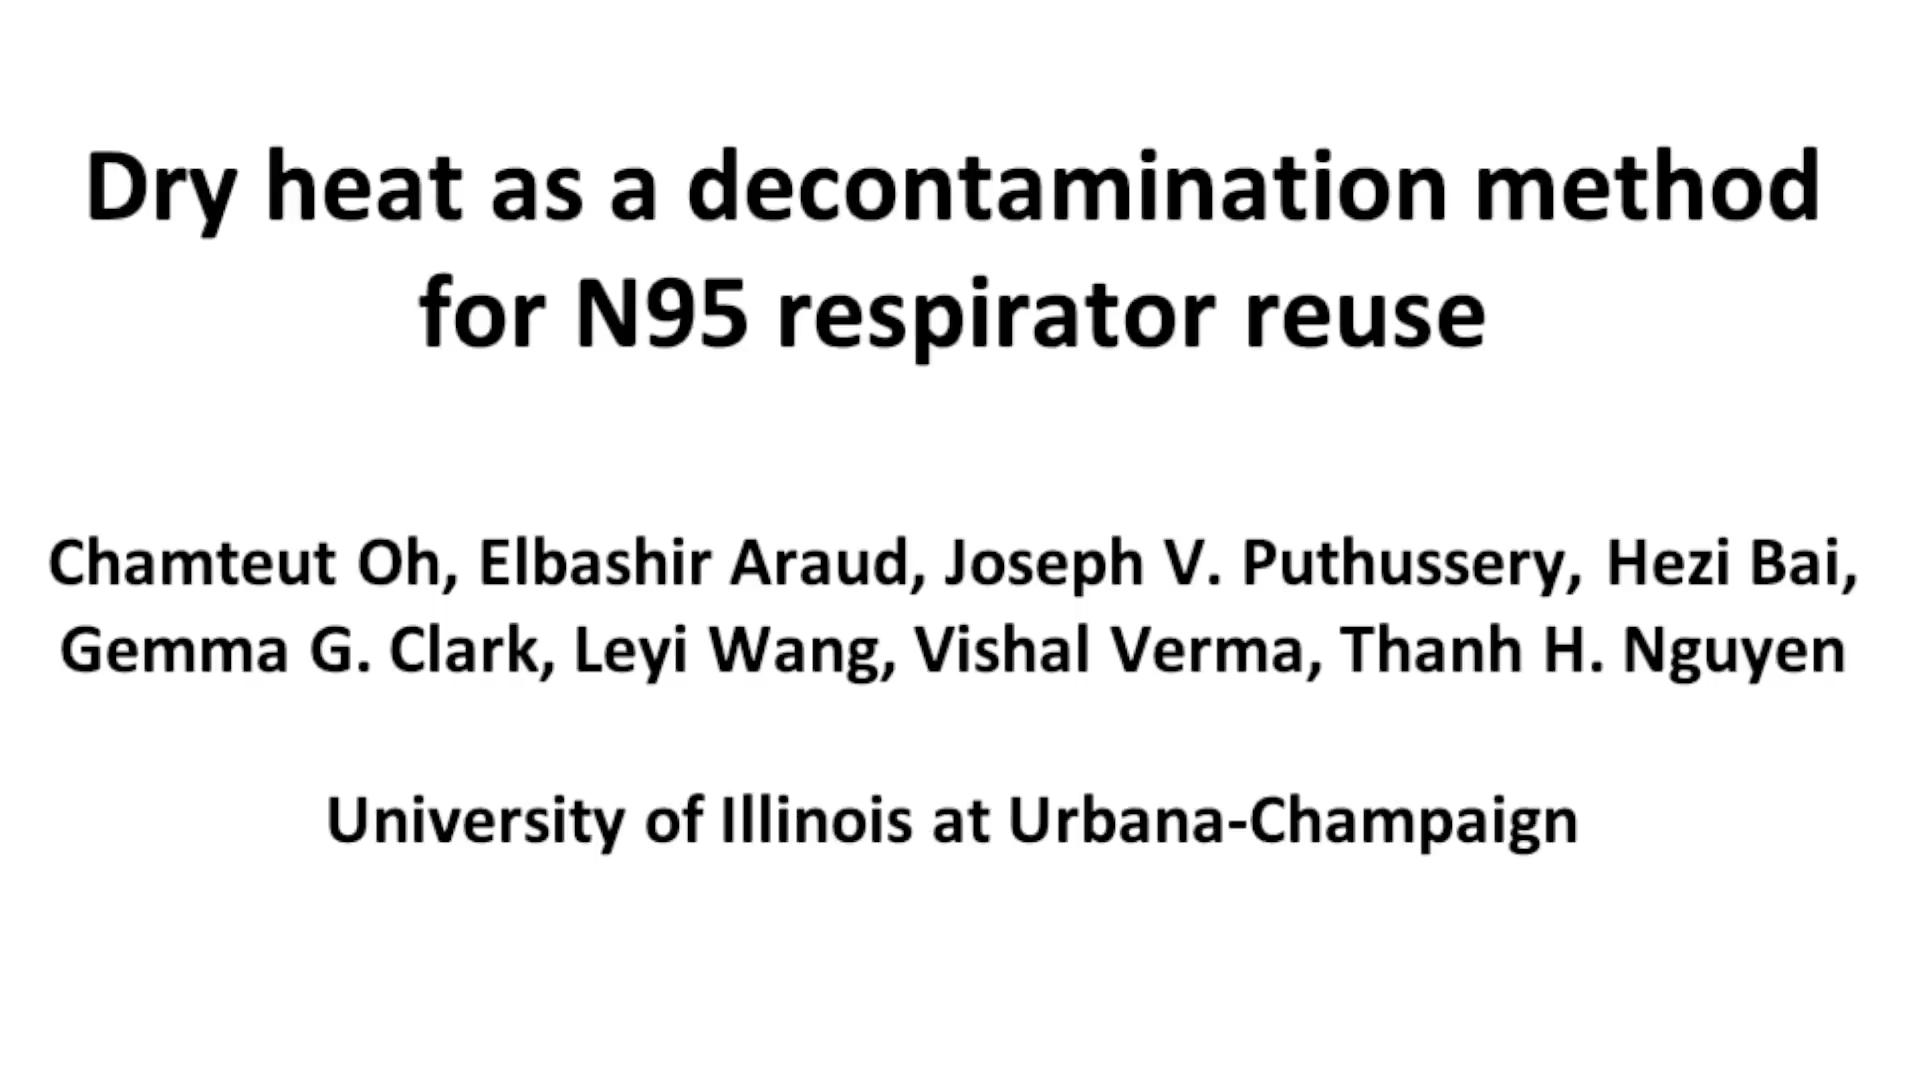 Dry heat as a decontamination method
for N95 respirator reuse
Chamteut Oh, Elbashir Araud, Joseph V. Puthussery, Hezi Bai,
Gemma G. Clark, Leyi Wang, Vishal Verma, Thanh H. Nguyen
University of Illinois at Urbana-Champaign